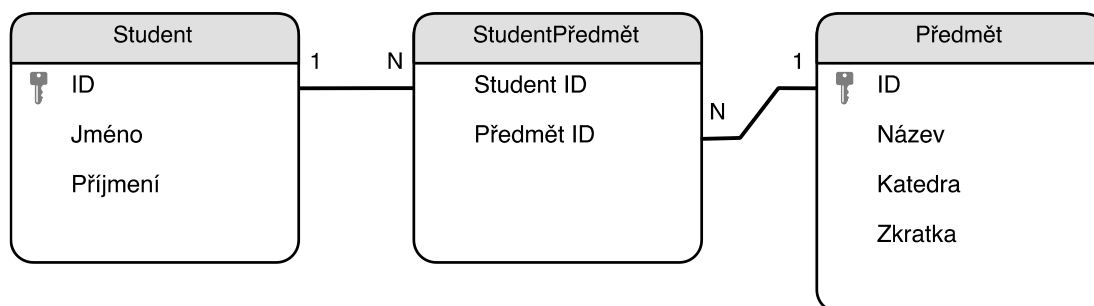 Student
ID
Jméno
Příjmení
1
N
StudentPředmět
Student ID
Předmět ID
N
1
Předmět
ID
Název
Katedra
Zkratka